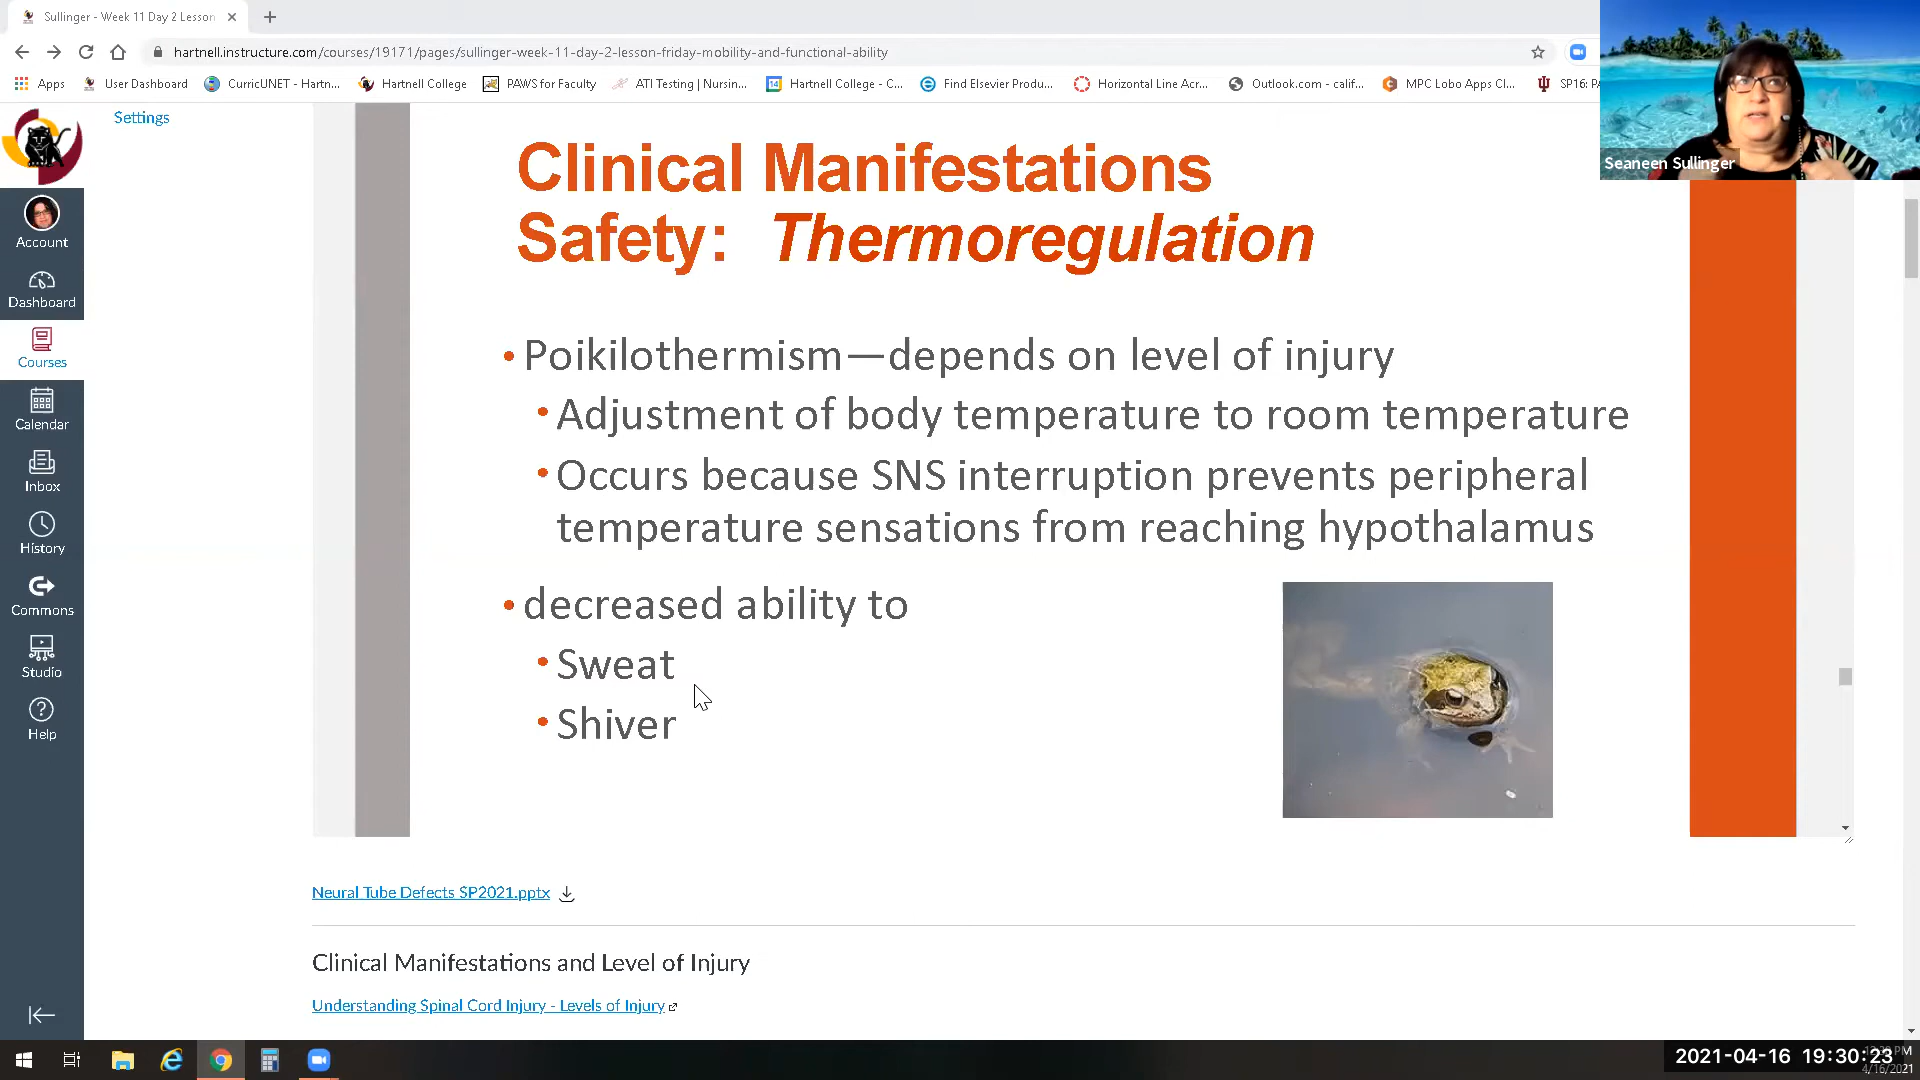 Sullinger - Week 11 Day 2 Lesson
hartnell.instructure.com/courses/19171/pages/sullinger-week-11-day-2-lesson-friday-mobility-and-functional-ability
Apps
User Dashboard
CurricUNET - Hartn...
Hartnell College
PAWS for Faculty
ATI Testing | Nursin...
Hartnell College - C...
Find Elsevier Produ...
Horizontal Line Acr...
Outlook.com - calif...
MPC Lobo Apps Cl...
Seaneen Sullinger
Settings
Account
Dashboard
Courses
Calendar
Inbox
History
Commons
Studio
Help
Clinical Manifestations
Safety: Thermoregulation
• Poikilothermism—depends on level of injury
• Adjustment of body temperature to room temperature
• Occurs because SNS interruption prevents peripheral
temperature sensations from reaching hypothalamus
• decreased ability to
• Sweat
• Shiver
Neural Tube Defects SP2021.pptx
Clinical Manifestations and Level of Injury
Understanding Spinal Cord Injury - Levels of Injury
2021-04-16 19:30:23
4/16/2021